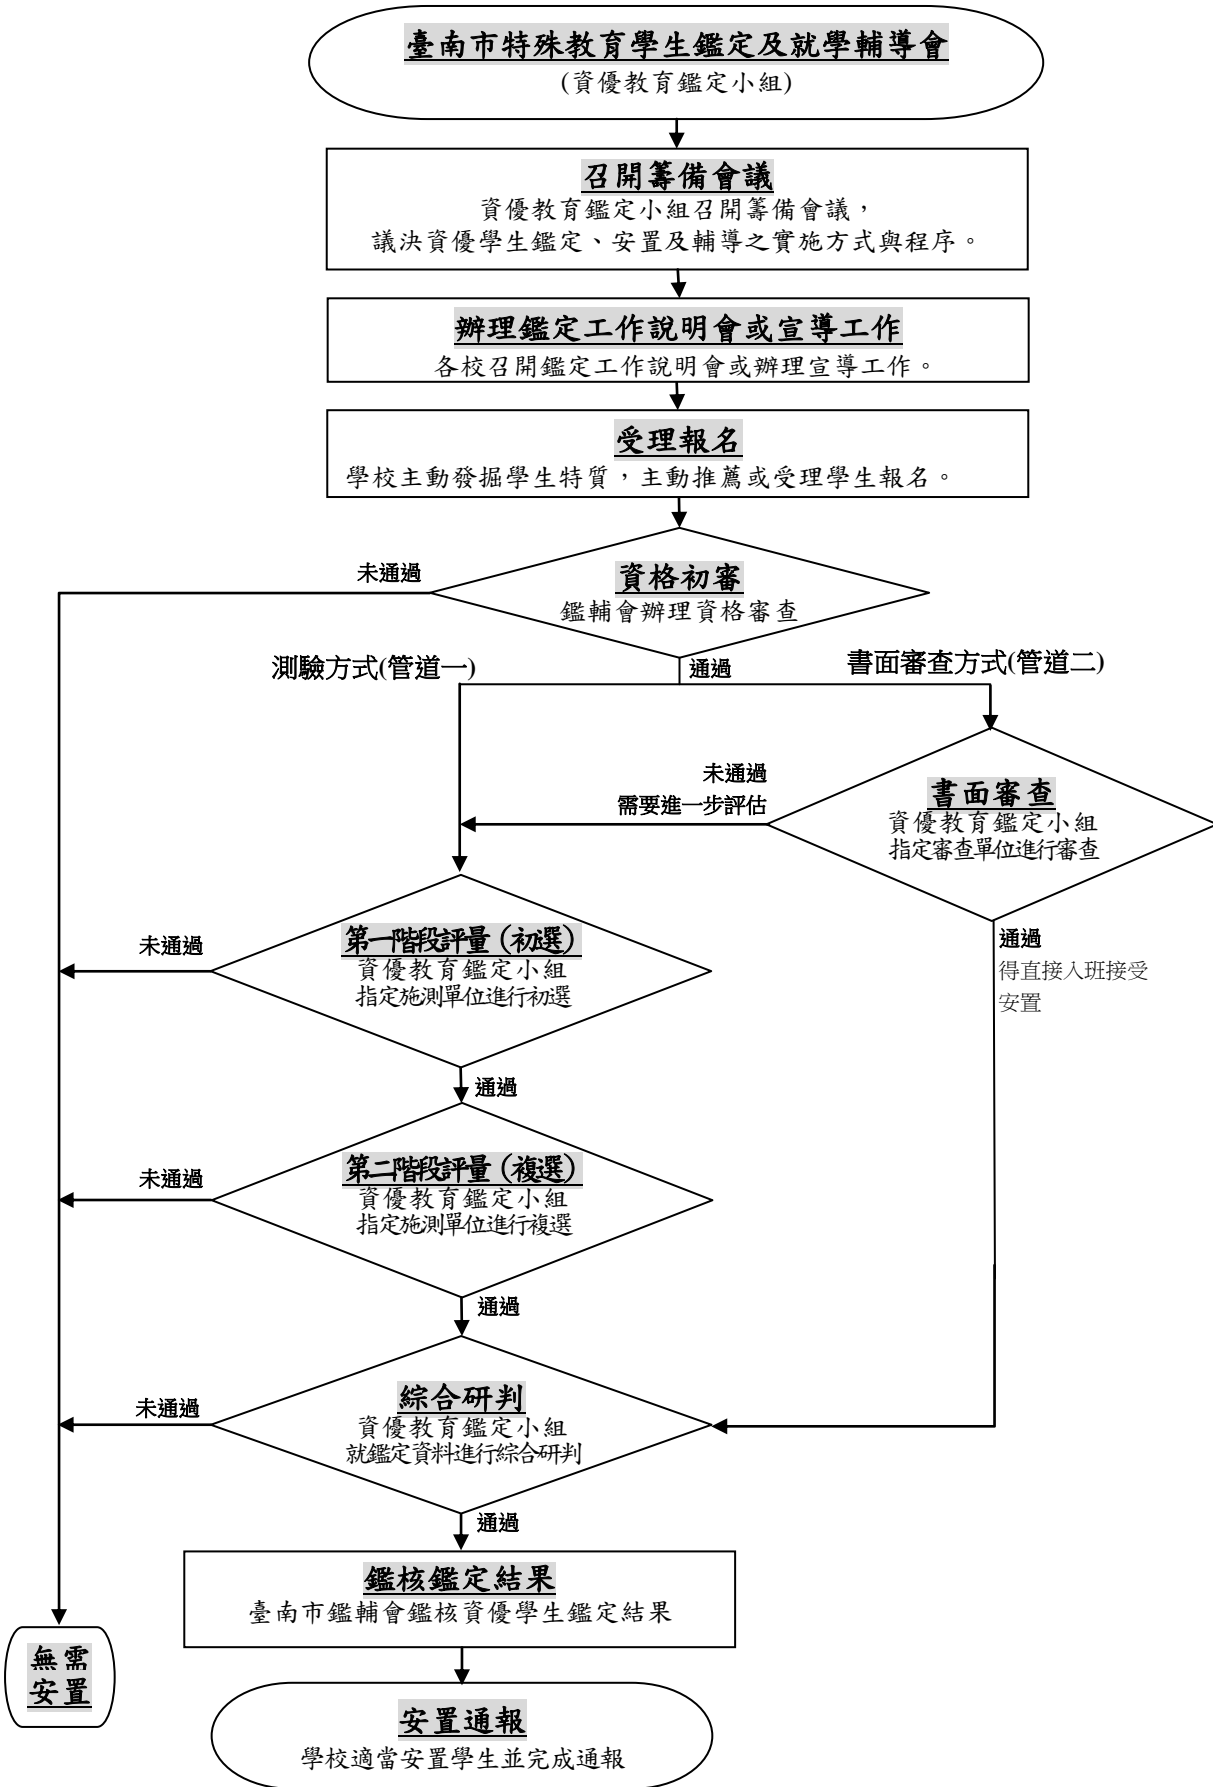 臺南市特殊教育學生鑑定及就學輔導會
(資優教育鑑定小組)
召開籌備會議
資優教育鑑定小組召開籌備會議，
議決資優學生鑑定、安置及輔導之實施方式與程序。
辦理鑑定工作說明會或宣導工作
各校召開鑑定工作說明會或辦理宣導工作。
受理報名
學校主動發掘學生特質，主動推薦或受理學生報名。
未通過
資格初審
鑑輔會辦理資格審查
測驗方式(管道一)
通過
書面審查方式(管道二)
未通過
需要進一步評估
書面審查
資優教育鑑定小組
指定審查單位進行審查
未通過
第一階段評量（初選）
資優教育鑑定小組
指定施測單位進行初選
通過
得直接入班接受
安置
通過
未通過
第二階段評量（複選）
資優教育鑑定小組
指定施測單位進行複選
通過
未通過
綜合研判
資優教育鑑定小組
就鑑定資料進行綜合研判
通過
鑑核鑑定結果
臺南市鑑輔會鑑核資優學生鑑定結果
無需
安置
安置通報
學校適當安置學生並完成通報